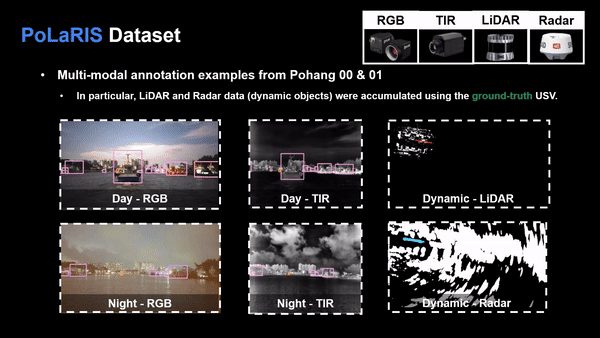 PoLaRIS Dataset
RGB TIR LiDAR Radar
• Multi-modal annotation examples from Pohang 00 & 01
• In particular, LiDAR and Radar data (dynamic objects) were accumulated using the ground-truth USV.
Day - RGB
Day - TIR
Dynamic - LiDAR
Night - RGB
Night - TIR
Dynamic - Radar